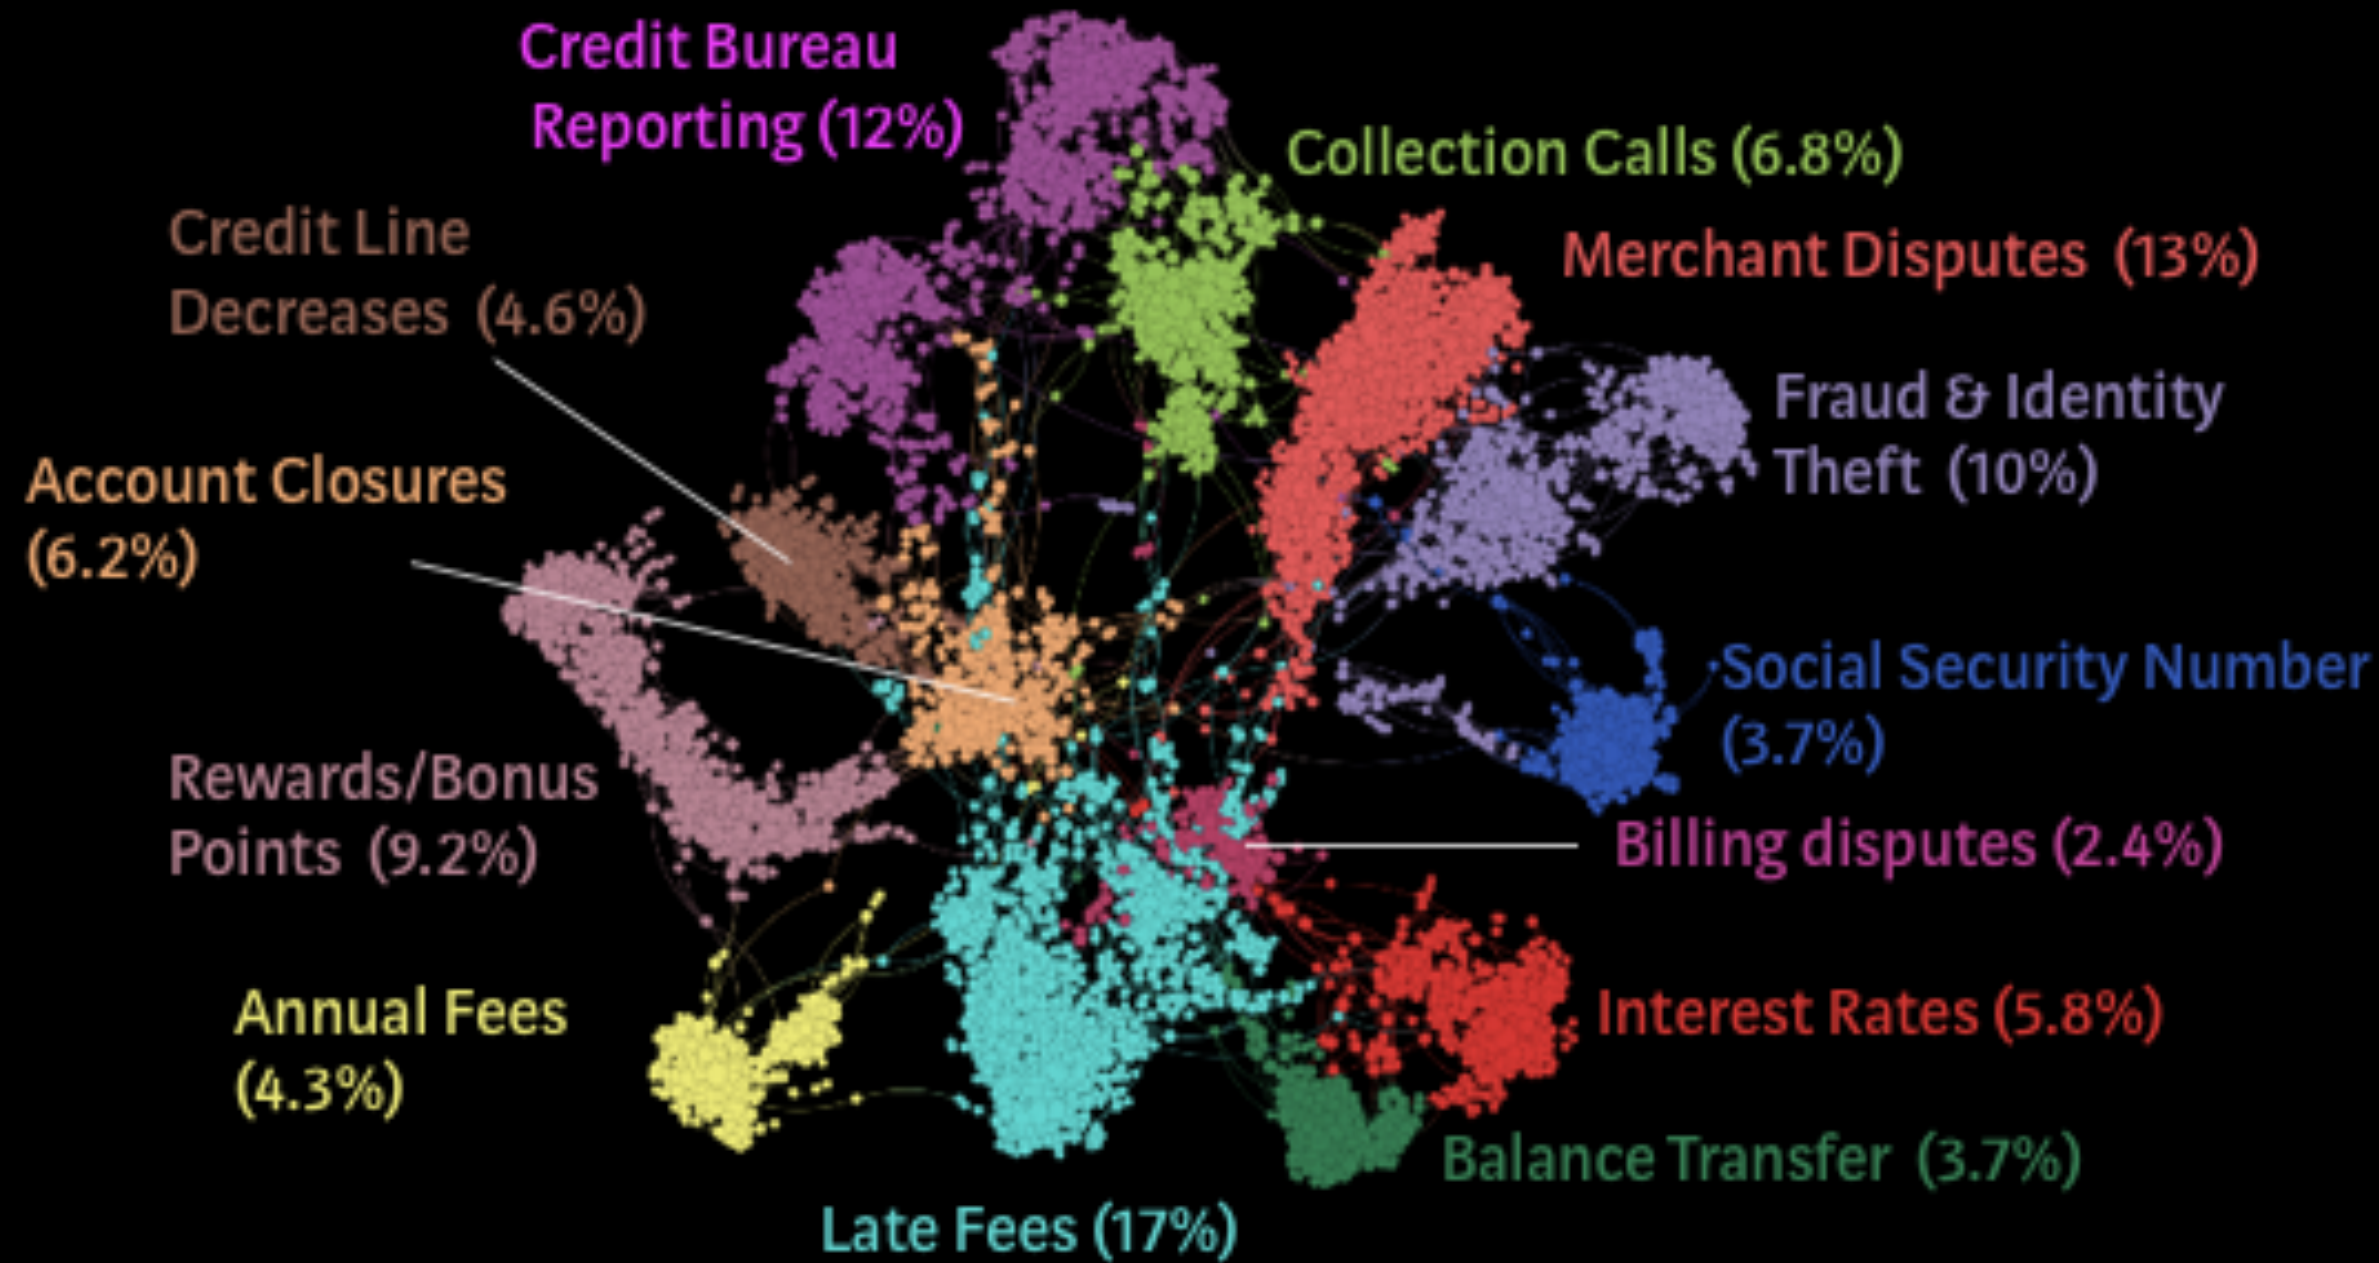 Credit Bureau
Reporting (12%)
Collection Calls (6.8%)
Credit Line
Decreases (4.6%)
Merchant Disputes (13%)
Fraud & Identity
Theft (10%)
Account Closures
(6.2%)
Social Security Number
(3.7%)
Rewards/Bonus
Points (9.2%)
Billing disputes (2.4%)
Annual Fees
(4.3%)
Interest Rates (5.8%)
Balance Transfer (3.7%)
Late Fees (17%)